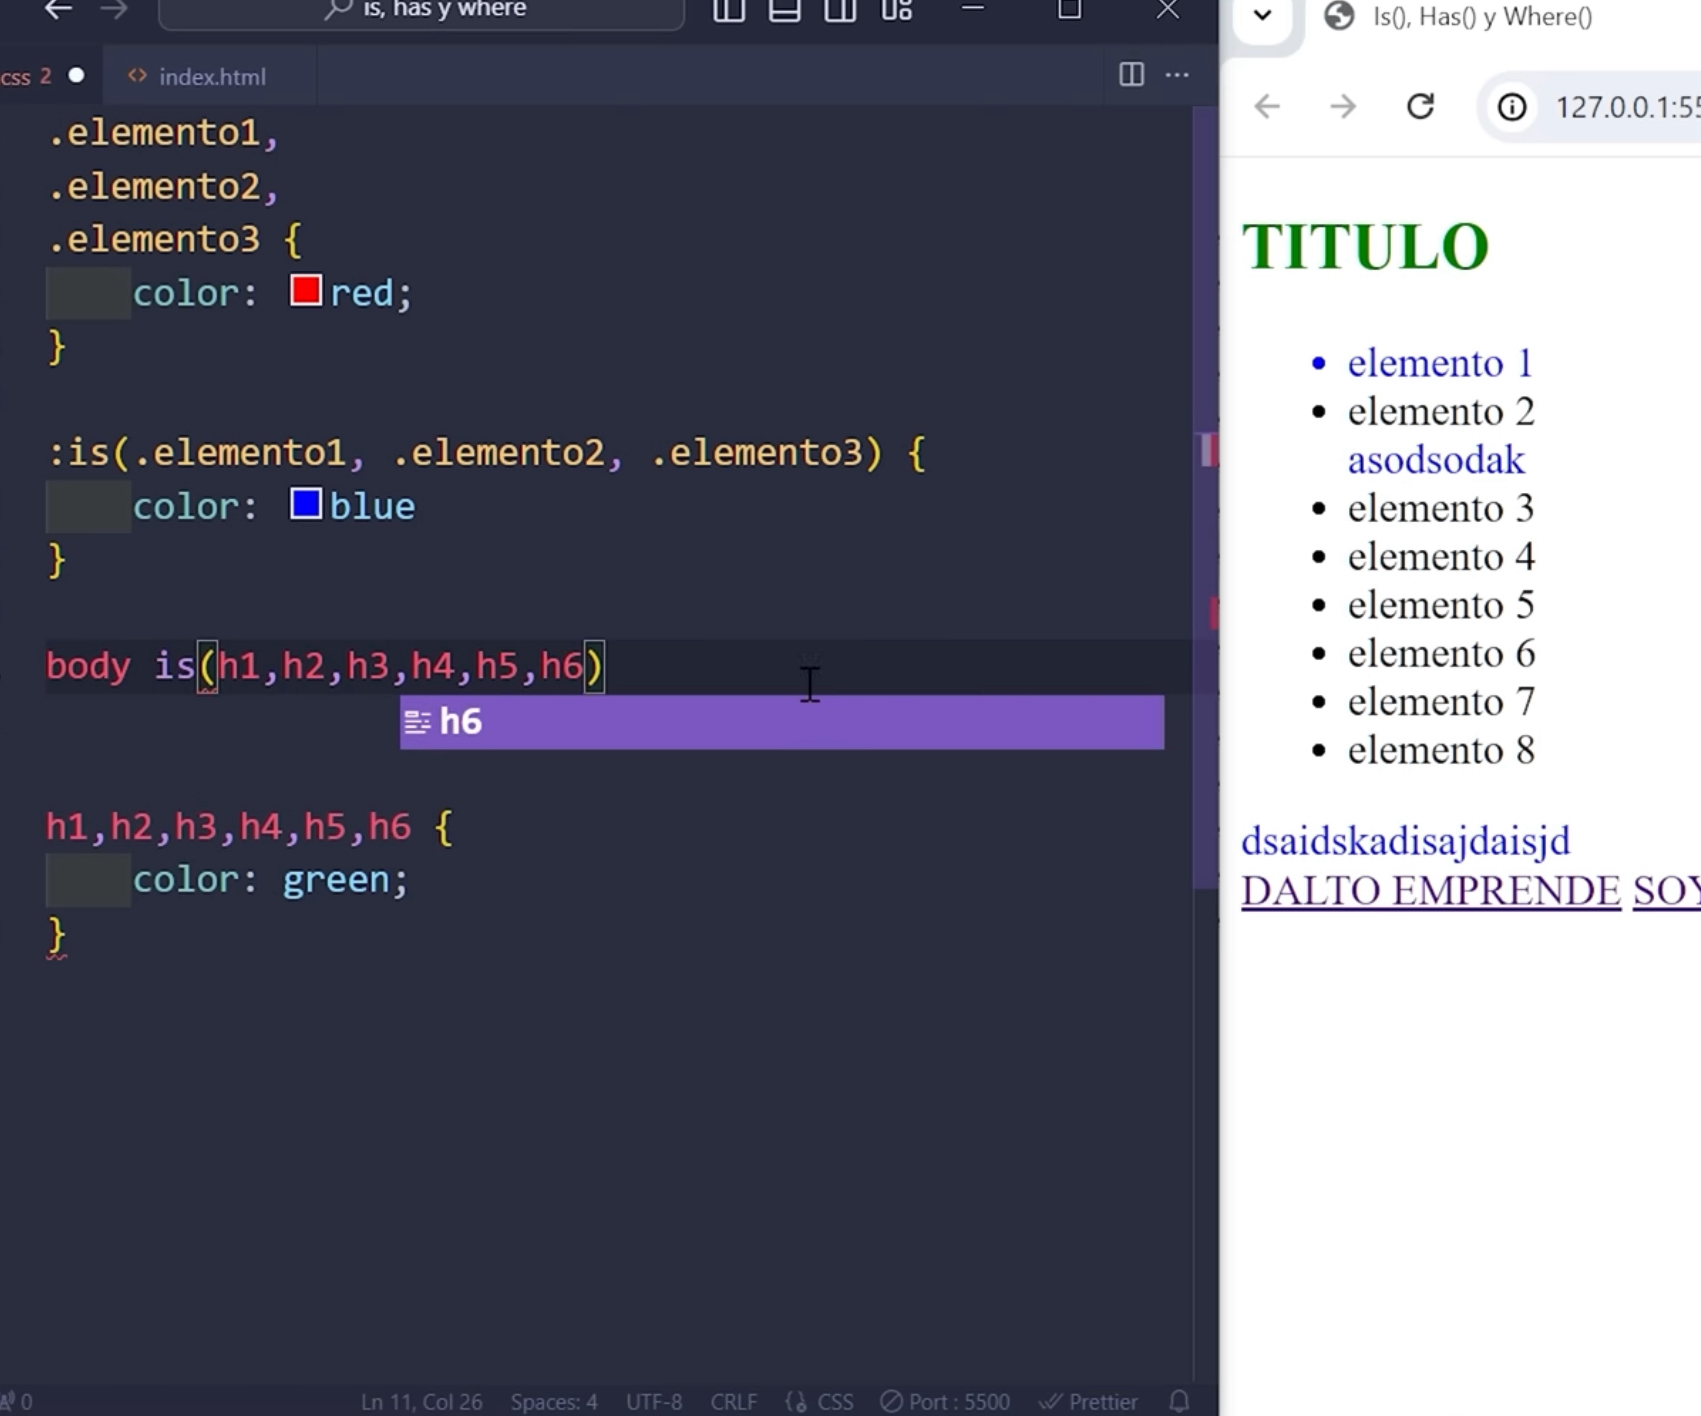 is, has y where
css 2
index.html
.elemento1,
.elemento2,
.elemento3 {
color: red;
}
:is(.elemento1, .elemento2, .elemento3) {
color: blue
}
body is(h1,h2,h3,h4,h5,h6)
h6
h1,h2,h3,h4,h5,h6 {
color: green;
}
0
Ln 11, Col 26
Spaces: 4
UTF-8
CRLF
CSS
Port : 5500
Prettier
Is(), Has() y Where()
127.0.0.1:55
TITULO
elemento 1
elemento 2
asodsodak
elemento 3
elemento 4
elemento 5
elemento 6
elemento 7
elemento 8
dsaidskadisajdaisjd
DALTO EMPRENDE SOY